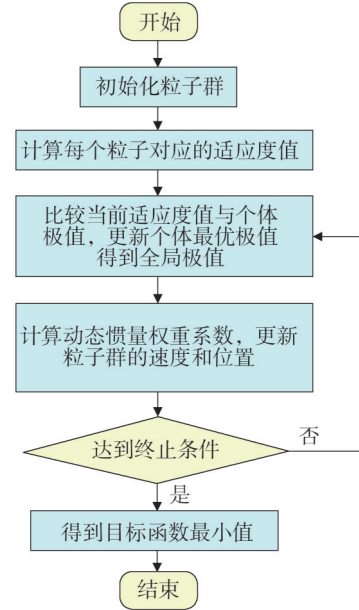 开始
初始化粒子群
计算每个粒子对应的适应度值
比较当前适应度值与个体
极值，更新个体最优极值
得到全局极值
计算动态惯量权重系数，更新
粒子群的速度和位置
达到终止条件
否
是
得到目标函数最小值
结束